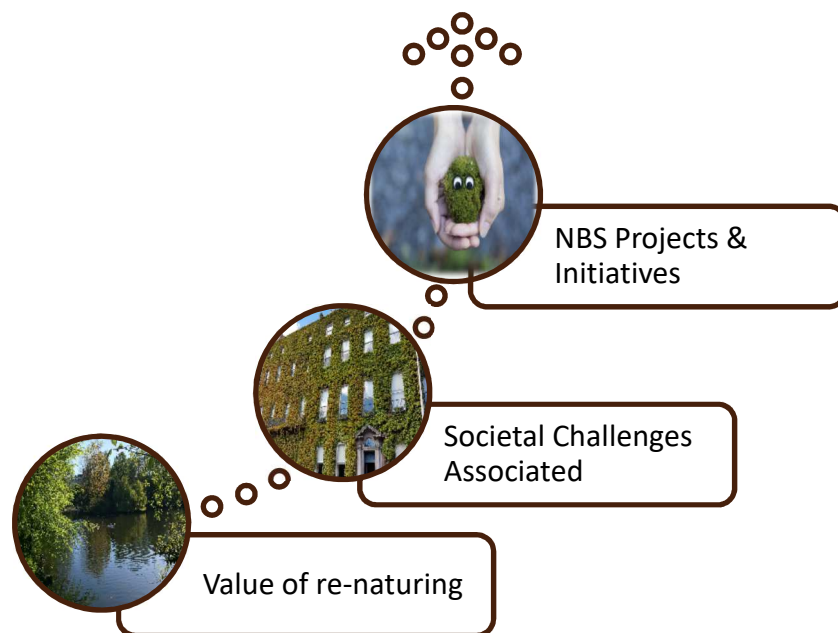 NBS Projects &
Initiatives
Societal Challenges
Associated
Value of re-naturing